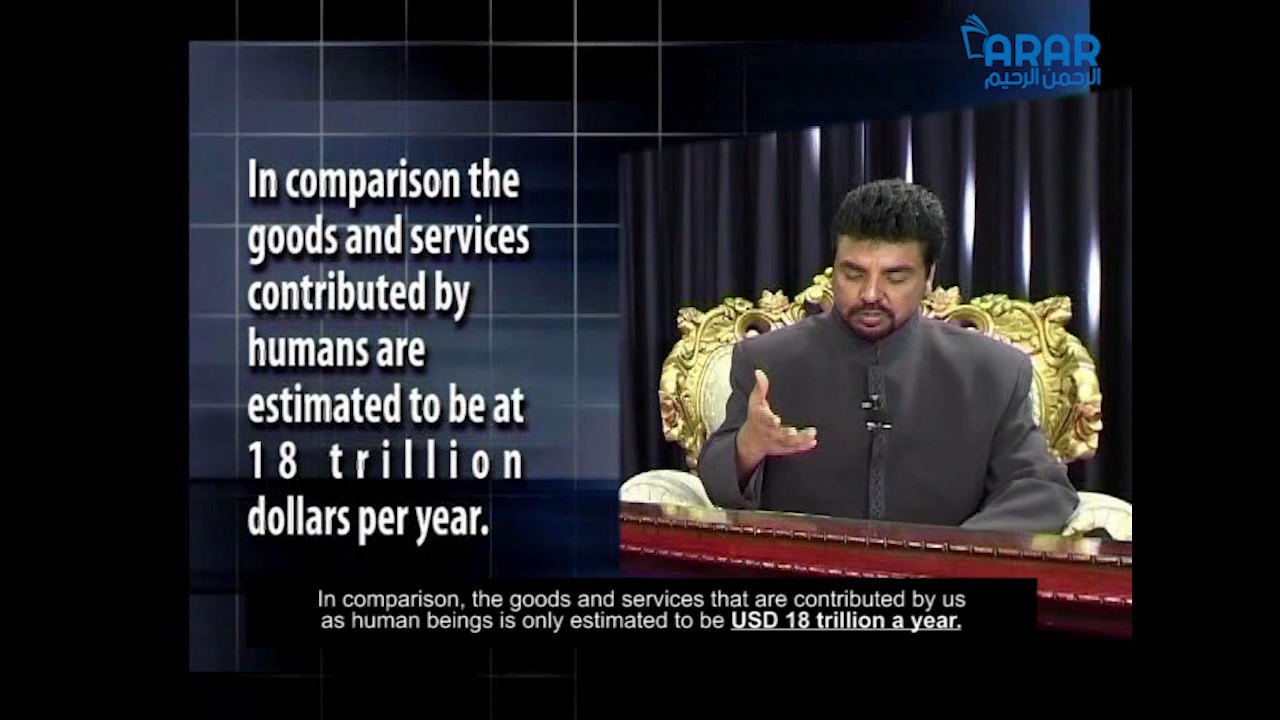 ARAR
الرحمن الرحيم
In comparison the
goods and services
contributed by
humans are
estimated to be at
18 trillion
dollars per year.
In comparison, the goods and services that are contributed by us
as human beings is only estimated to be USD 18 trillion a year.